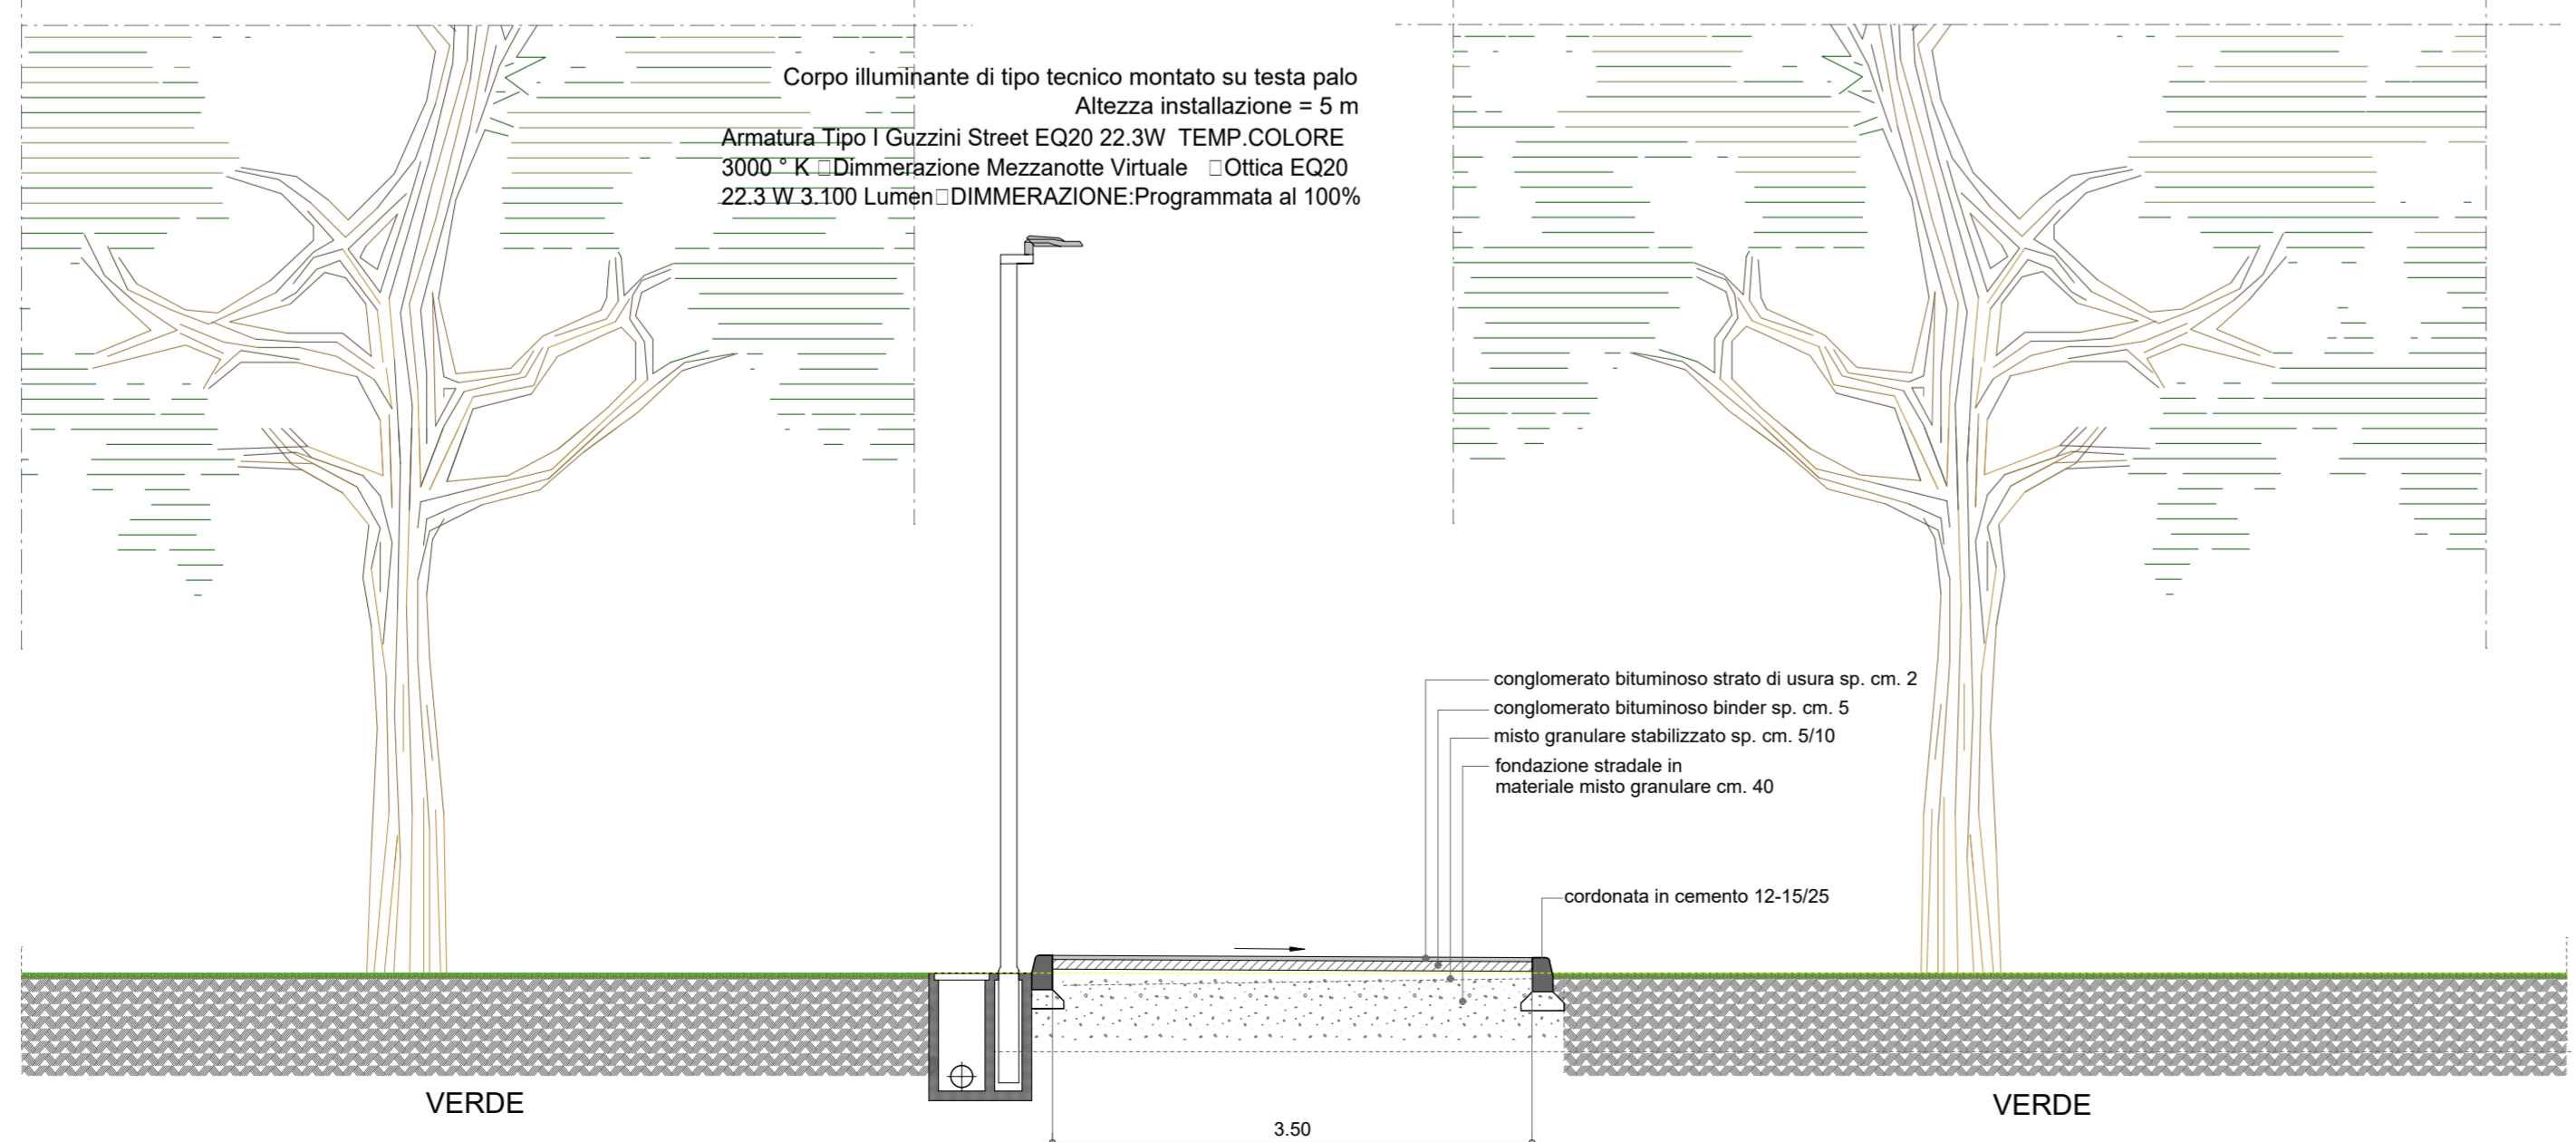 Corpo illuminante di tipo tecnico montato su testa palo
Altezza installazione = 5 m
Armatura Tipo I Guzzini Street EQ20 22.3W TEMP.COLORE
3000 ° K □Dimmerazione Mezzanotte Virtuale □Ottica EQ20
22.3 W 3.100 Lumen□DIMMERAZIONE:Programmata al 100%
conglomerato bituminoso strato di usura sp. cm. 2
conglomerato bituminoso binder sp. cm. 5
misto granulare stabilizzato sp. cm. 5/10
fondazione stradale in
materiale misto granulare cm. 40
cordonata in cemento 12-15/25
VERDE
VERDE
3.50